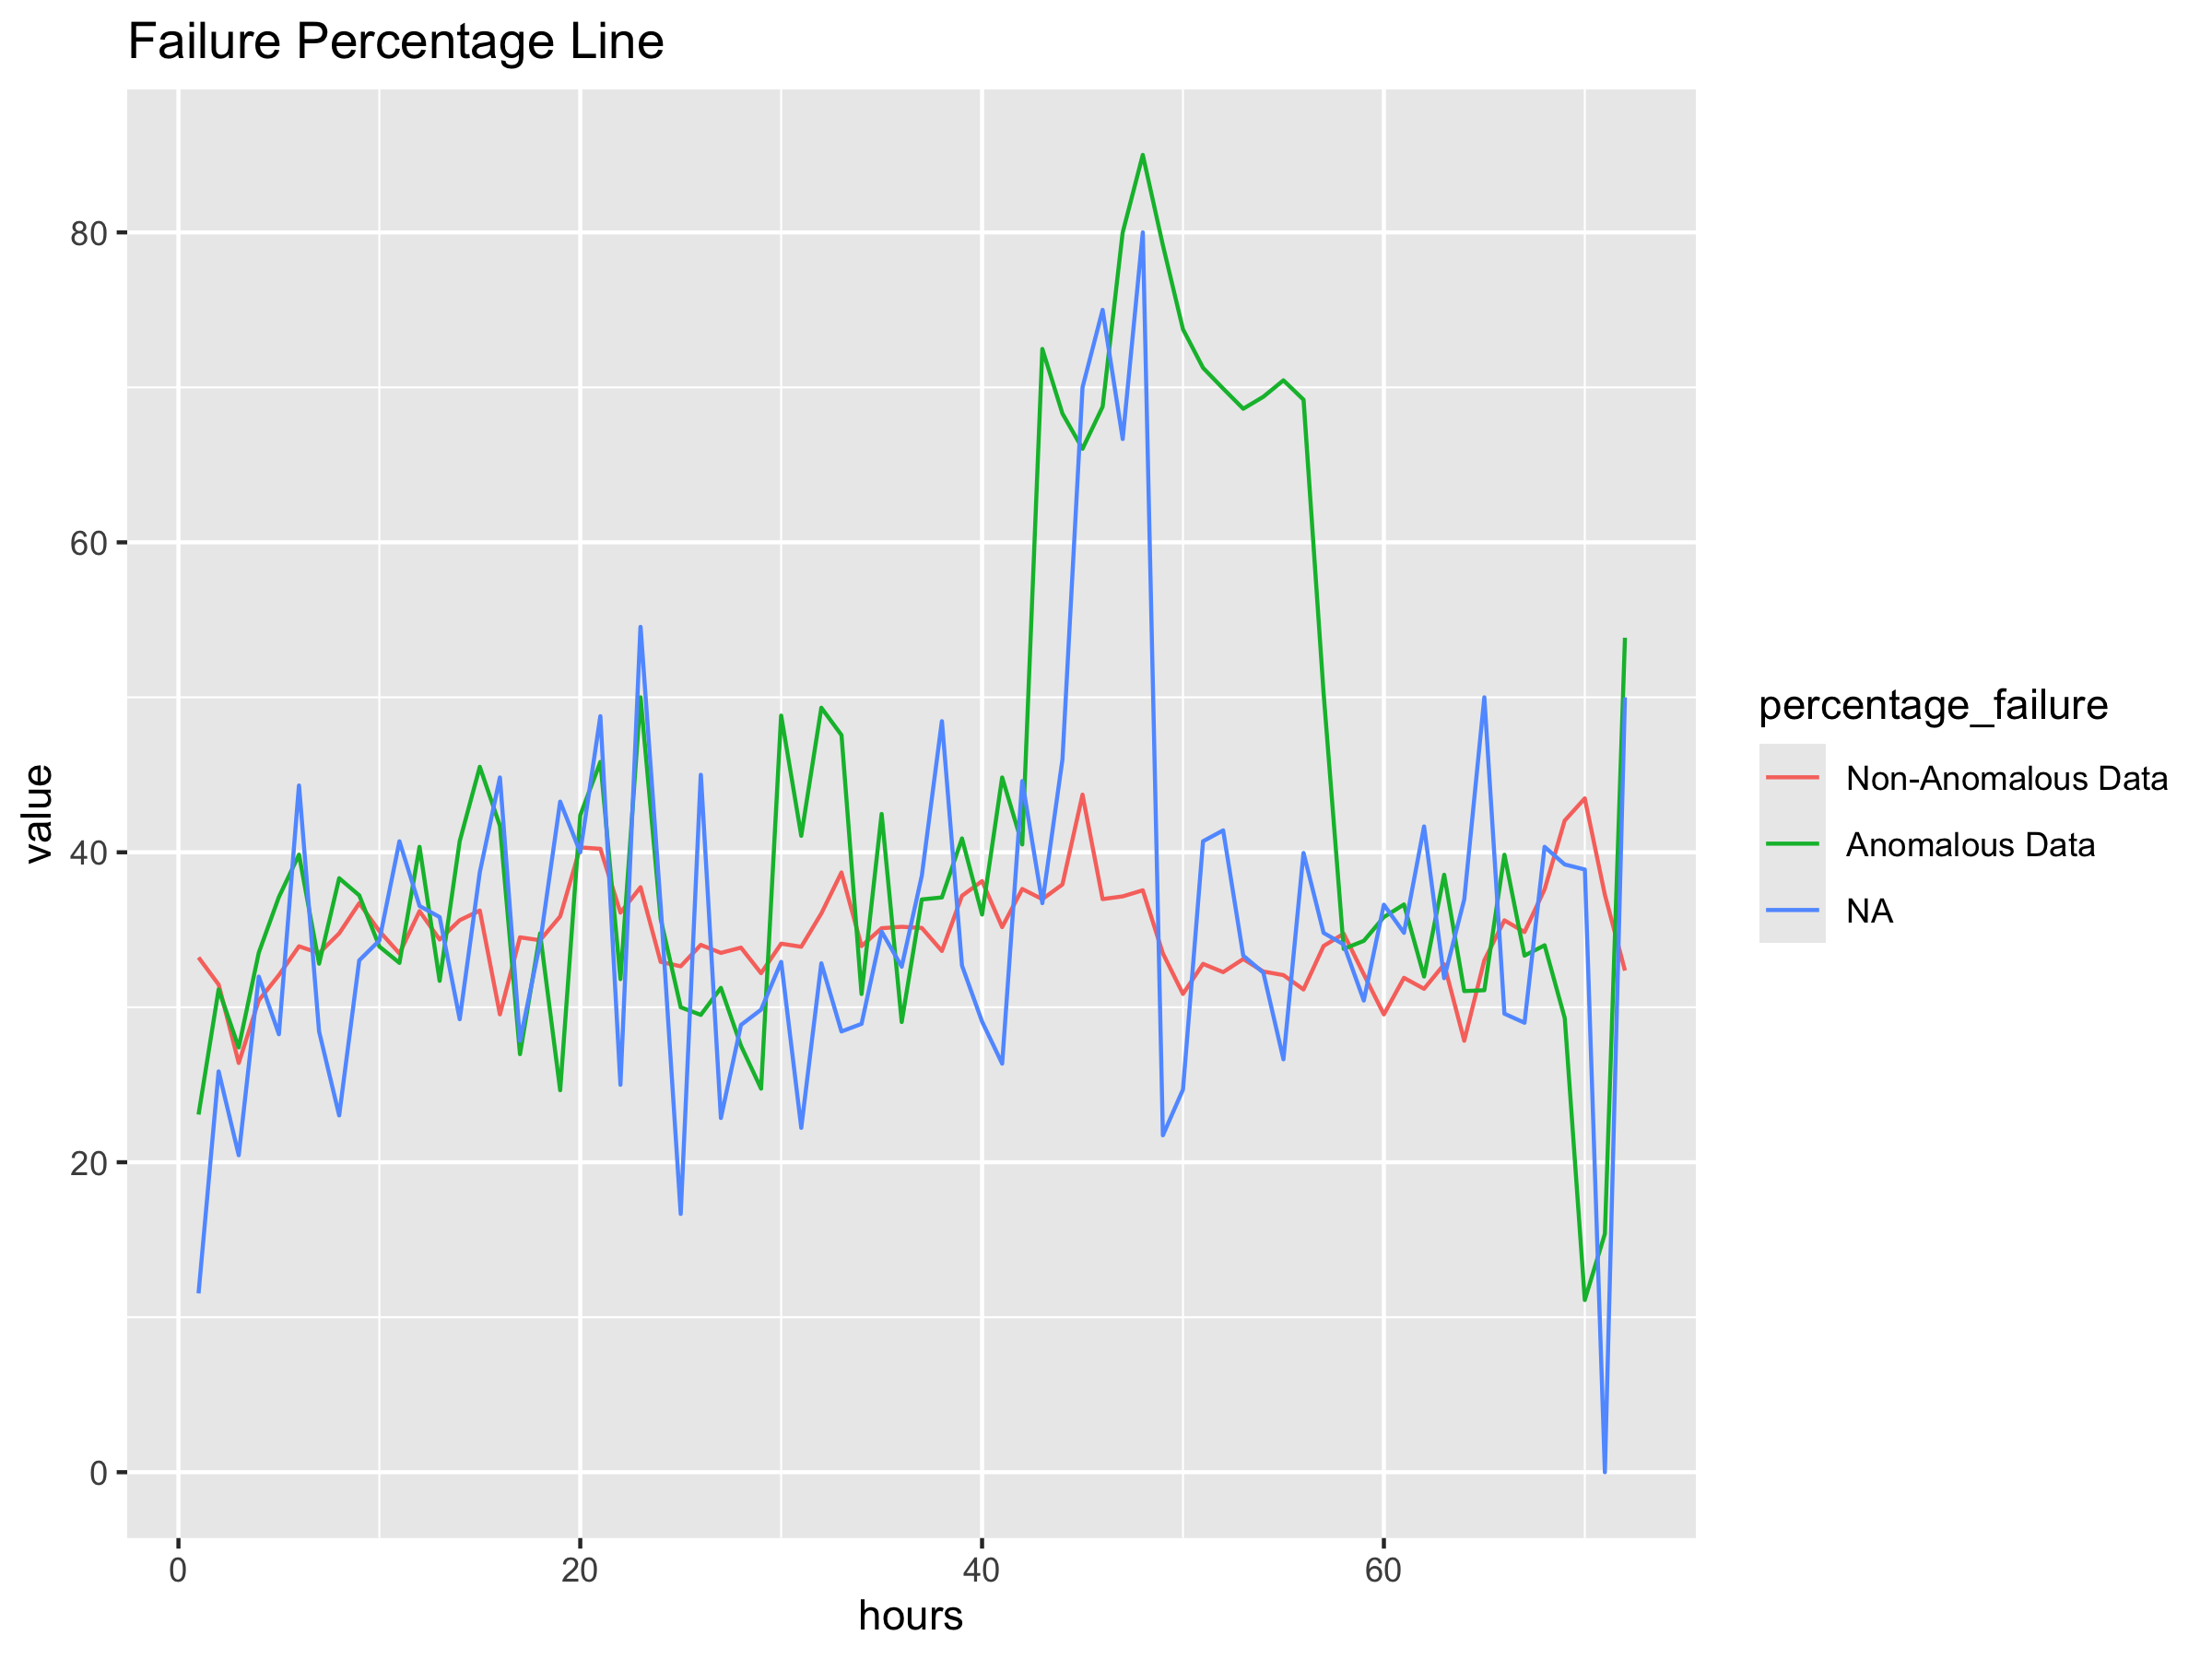 Failure Percentage Line
80
60
40
20
0
value
0 20 40 60
hours
percentage_failure
Non-Anomalous Data
Anomalous Data
NA